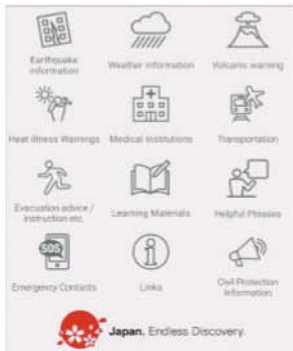 Earthquake
information
Weather information
Volcanic warning
Heat illness Warnings
Medical Institutions
Transportation
Evacuation advice /
instruction etc.
Learning Materials
Helpful Phrases
SOS
Emergency Contacts
Links
Civil Protection
Information
Japan. Endless Discovery.